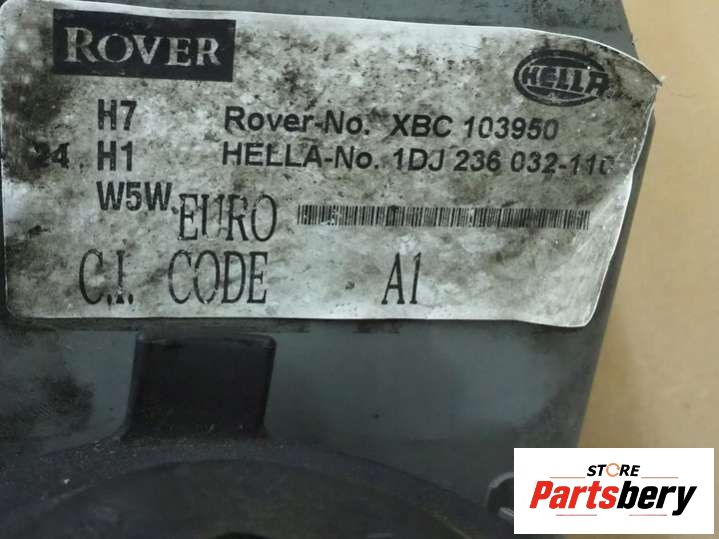 ROVER
HELLA
H7 Rover-No. XBC 103950
24 H1 HELLA-No. 1DJ 236 032-110
W5W EURO
C.I. CODE A1
STORE
Partsbery